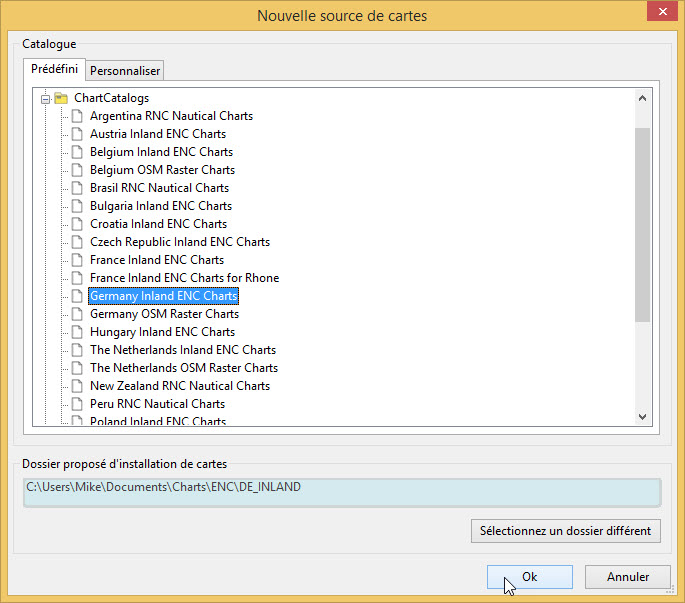 Nouvelle source de cartes
Catalogue
Prédéfini
Personnaliser
ChartCatalogs
Argentina RNC Nautical Charts
Austria Inland ENC Charts
Belgium Inland ENC Charts
Belgium OSM Raster Charts
Brasil RNC Nautical Charts
Bulgaria Inland ENC Charts
Croatia Inland ENC Charts
Czech Republic Inland ENC Charts
France Inland ENC Charts
France Inland ENC Charts for Rhone
Germany Inland ENC Charts
Germany OSM Raster Charts
Hungary Inland ENC Charts
The Netherlands Inland ENC Charts
The Netherlands OSM Raster Charts
New Zealand RNC Nautical Charts
Peru RNC Nautical Charts
Poland Inland ENC Charts
Dossier proposé d'installation de cartes
C:\Users\Mike\Documents\Charts\ENC\DE_INLAND
Sélectionnez un dossier différent
Ok
Annuler